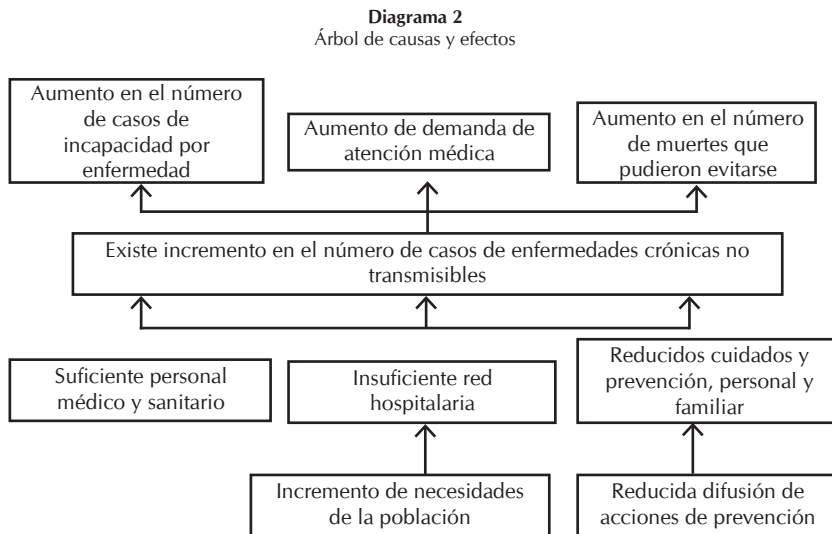 Diagrama 2
Árbol de causas y efectos
Aumento en el número
de casos de
incapacidad por
enfermedad
Aumento de demanda de
atención médica
Aumento en el número
de muertes que
pudieron evitarse
Existe incremento en el número de casos de enfermedades crónicas no
transmisibles
Suficiente personal
médico y sanitario
Insuficiente red
hospitalaria
Reducidos cuidados y
prevención, personal y
familiar
Incremento de necesidades
de la población
Reducida difusión de
acciones de prevención